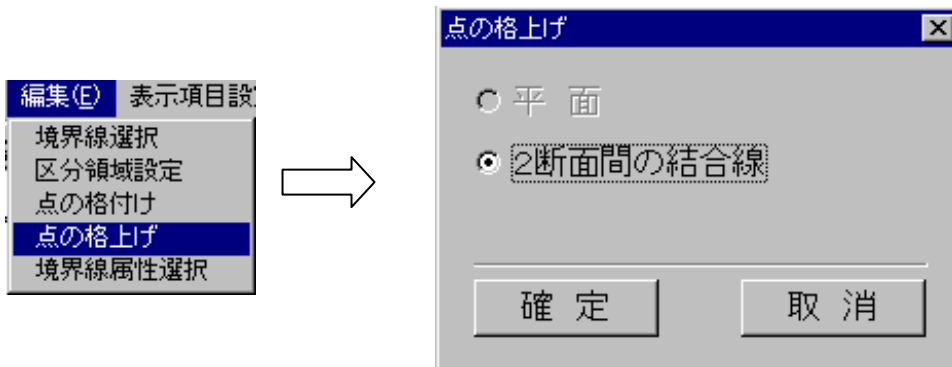 編集(E) 表示項目設
境界線選択
区分領域設定
点の格付け
点の格上げ
境界線属性選択
点の格上げ
平 面
2断面間の結合線
確 定
取 消